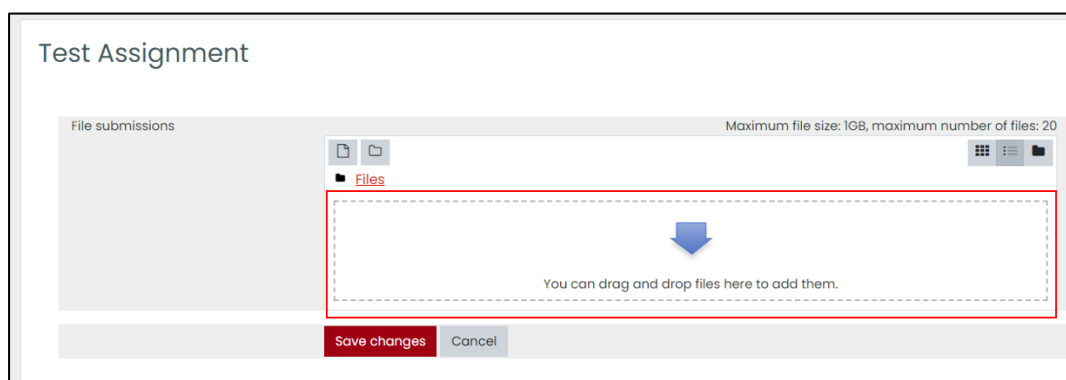 Test Assignment
File submissions
Maximum file size: 1GB, maximum number of files: 20
Files
You can drag and drop files here to add them.
Save changes
Cancel